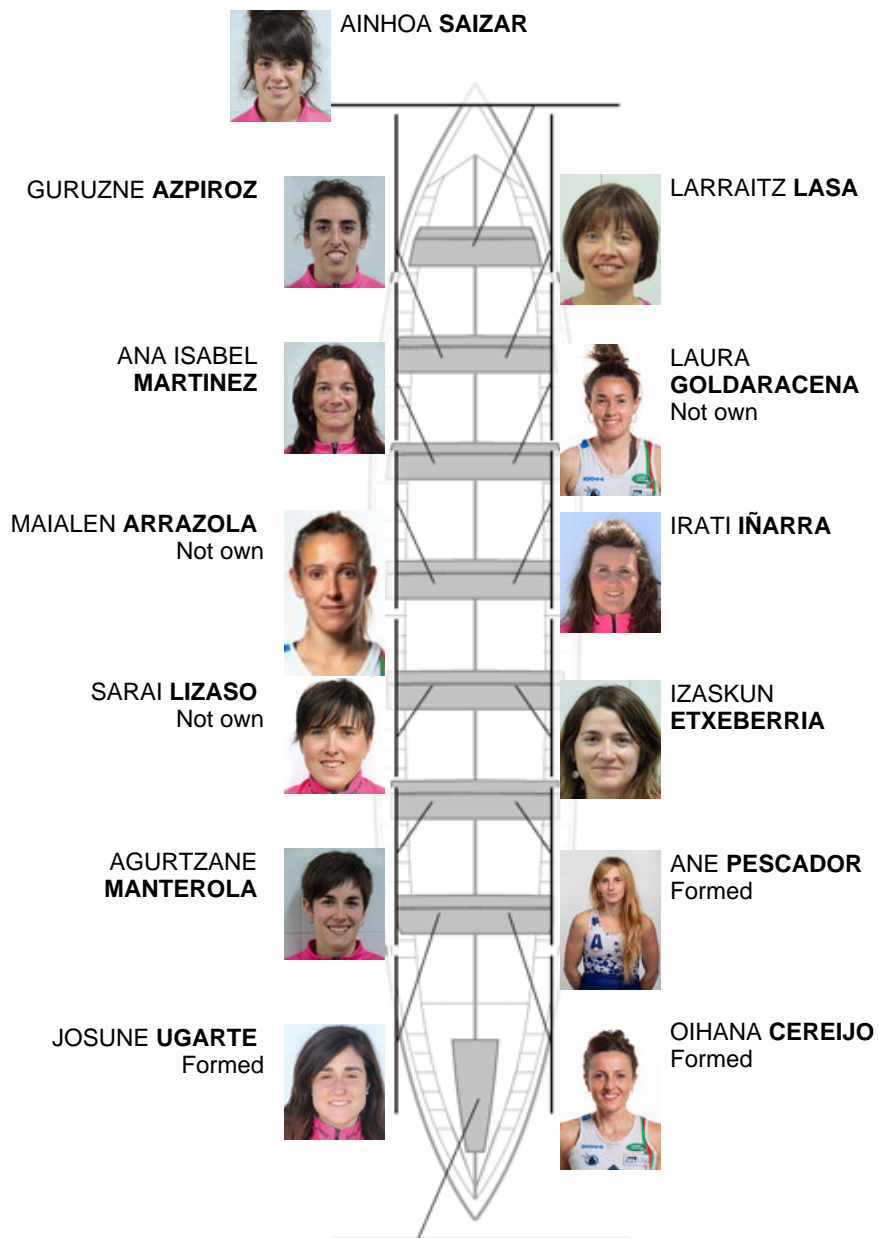 AINHOA SAIZAR
GURUZNE AZPIROZ
LARRAITZ LASA
ANA ISABEL
MARTINEZ
LAURA
GOLDARACENA
Not own
MAIALEN ARRAZOLA
Not own
IRATI IÑARRA
SARAI LIZASO
Not own
IZASKUN
ETXEBERRIA
AGURTZANE
MANTEROLA
ANE PESCADOR
Formed
JOSUNE UGARTE
Formed
OIHANA CEREIJO
Formed